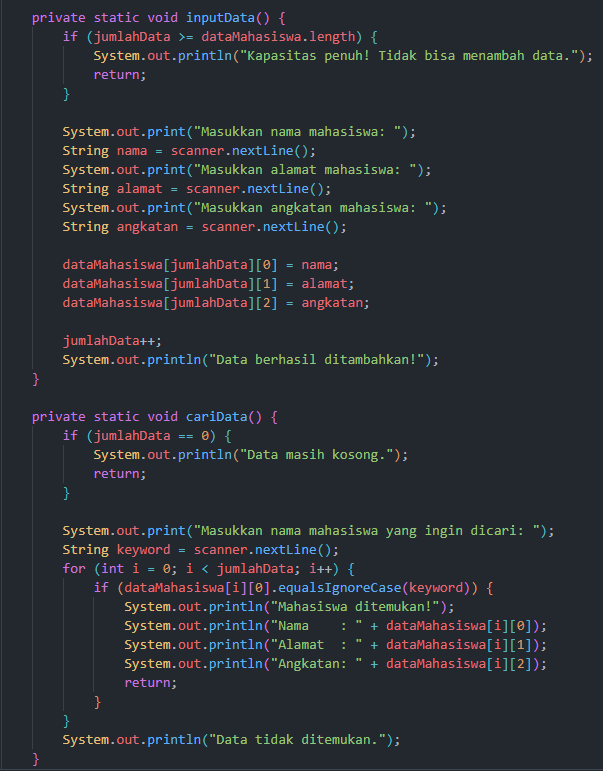 private static void inputData() {
    if (jumlahData >= dataMahasiswa.length) {
        System.out.println("Kapasitas penuh! Tidak bisa menambah data.");
        return;
    }

    System.out.print("Masukkan nama mahasiswa: ");
    String nama = scanner.nextLine();
    System.out.print("Masukkan alamat mahasiswa: ");
    String alamat = scanner.nextLine();
    System.out.print("Masukkan angkatan mahasiswa: ");
    String angkatan = scanner.nextLine();

    dataMahasiswa[jumlahData][0] = nama;
    dataMahasiswa[jumlahData][1] = alamat;
    dataMahasiswa[jumlahData][2] = angkatan;

    jumlahData++;
    System.out.println("Data berhasil ditambahkan!");
}

private static void cariData() {
    if (jumlahData == 0) {
        System.out.println("Data masih kosong.");
        return;
    }

    System.out.print("Masukkan nama mahasiswa yang ingin dicari: ");
    String keyword = scanner.nextLine();
    for (int i = 0; i < jumlahData; i++) {
        if (dataMahasiswa[i][0].equalsIgnoreCase(keyword)) {
            System.out.println("Mahasiswa ditemukan!");
            System.out.println("Nama    : " + dataMahasiswa[i][0]);
            System.out.println("Alamat  : " + dataMahasiswa[i][1]);
            System.out.println("Angkatan: " + dataMahasiswa[i][2]);
            return;
        }
    }
    System.out.println("Data tidak ditemukan.");
}